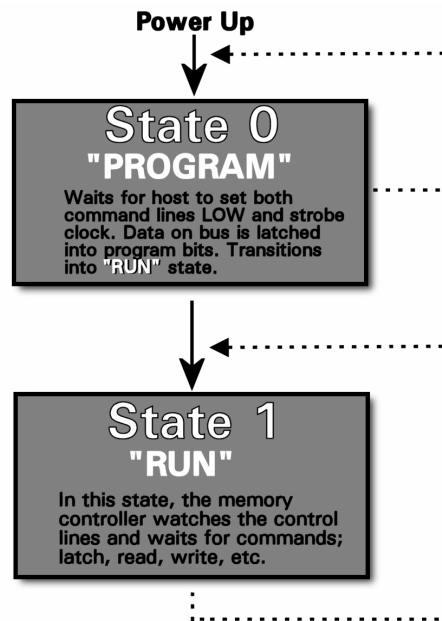 Power Up
State 0
"PROGRAM"
Waits for host to set both
command lines LOW and strobe
clock. Data on bus is latched
into program bits. Transitions
into "RUN" state.
State 1
"RUN"
In this state, the memory
controller watches the control
lines and waits for commands;
latch, read, write, etc.